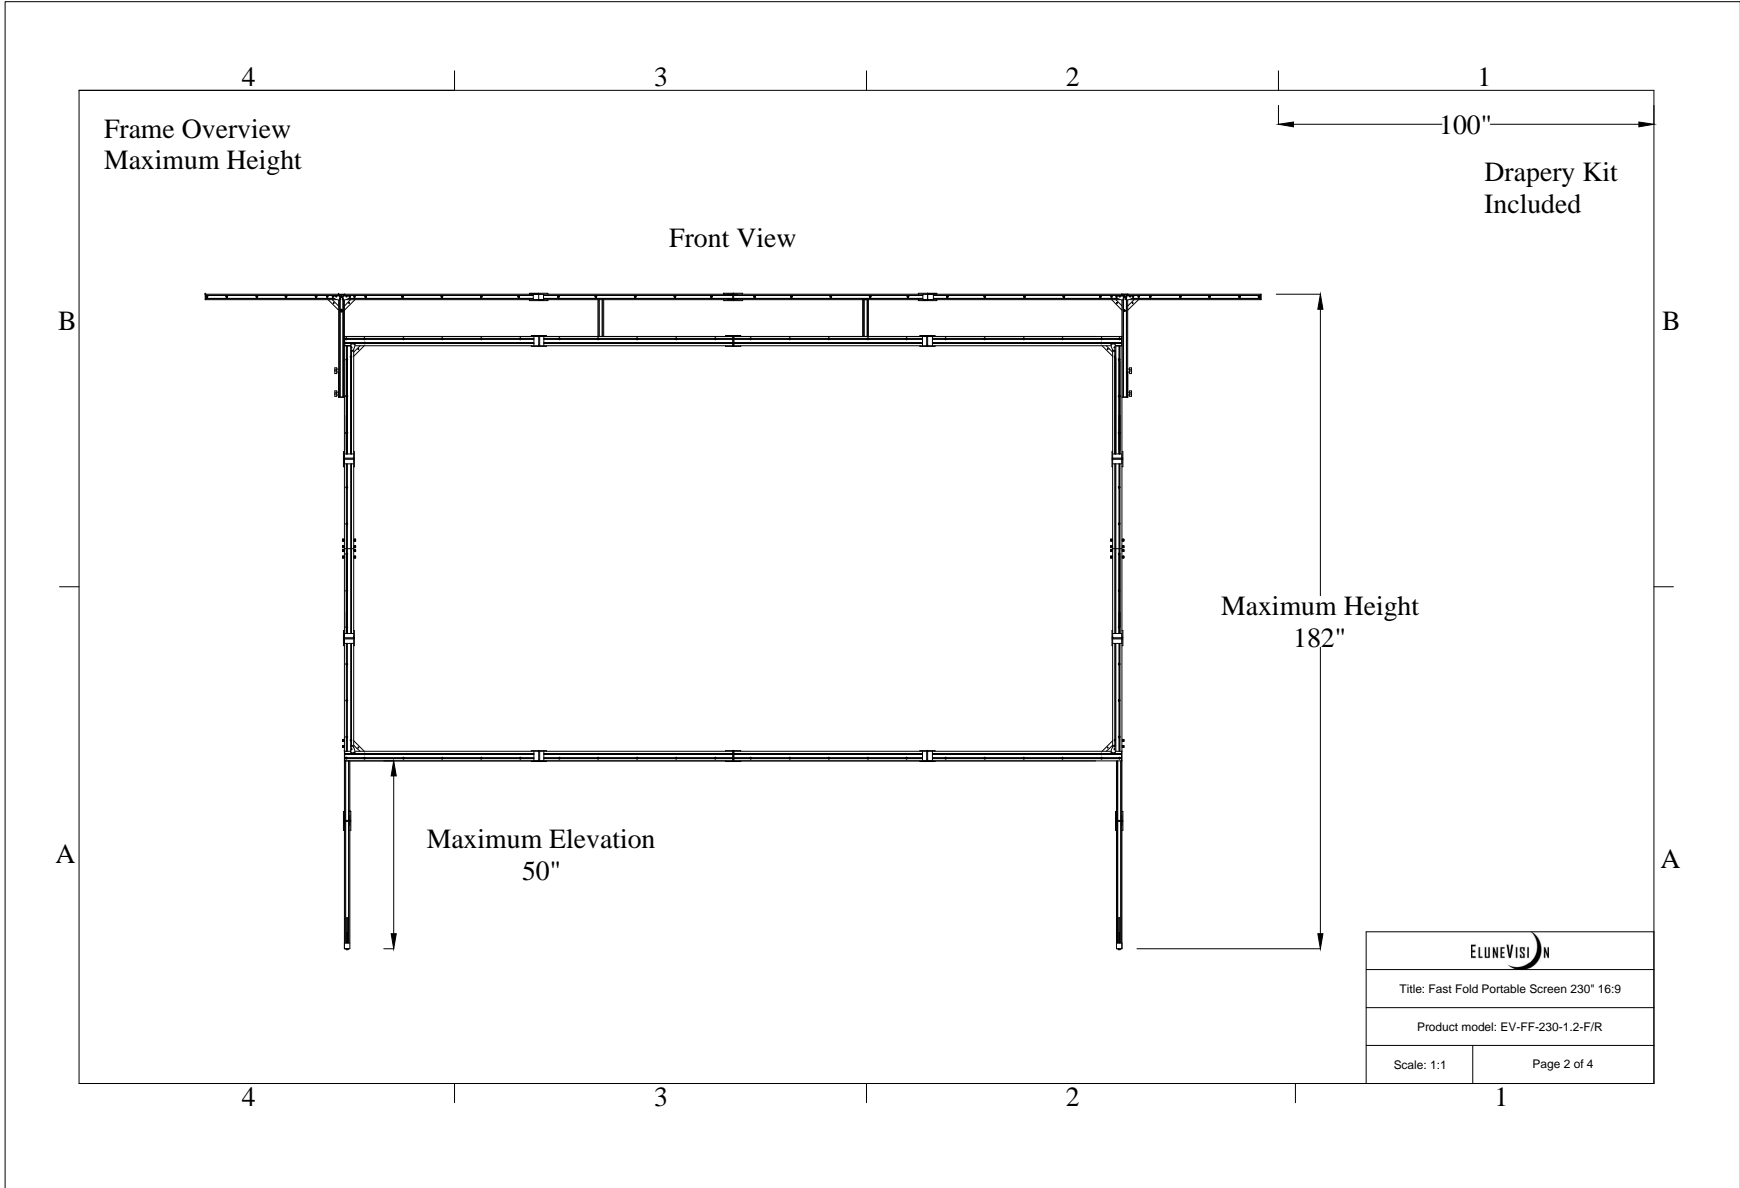 4 3 2 1
Frame Overview
Maximum Height
100"
Drapery Kit
Included
Front View
B B
Maximum Height
182"
Maximum Elevation
50"
A A
ELUNEVISION
Title: Fast Fold Portable Screen 230" 16:9
Product model: EV-FF-230-1.2-F/R
Scale: 1:1 Page 2 of 4
4 3 2 1